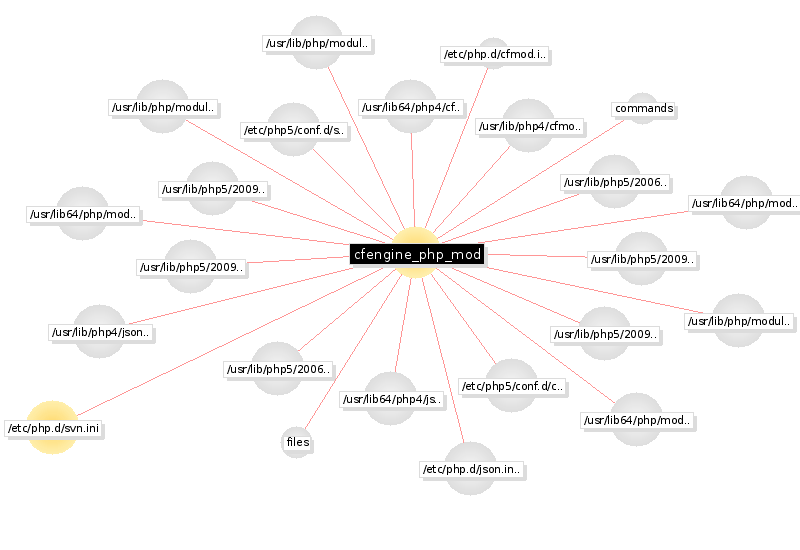 /usr/lib/php/modul..
/etc/php.d/cfmod.i..
/usr/lib/php/modul..
/usr/lib64/php4/cf..
commands
/etc/php5/conf.d/s..
/usr/lib/php4/cfmo..
/usr/lib/php5/2009..
/usr/lib/php5/2006..
/usr/lib64/php/mod..
/usr/lib64/php/mod..
cfengine_php_mod
/usr/lib/php5/2009..
/usr/lib/php5/2009..
/usr/lib/php4/json..
/usr/lib/php/modul..
/usr/lib/php5/2009..
/usr/lib/php5/2006..
/etc/php5/conf.d/c..
/usr/lib64/php4/js..
/etc/php.d/svn.ini
/usr/lib64/php/mod..
files
/etc/php.d/json.in..